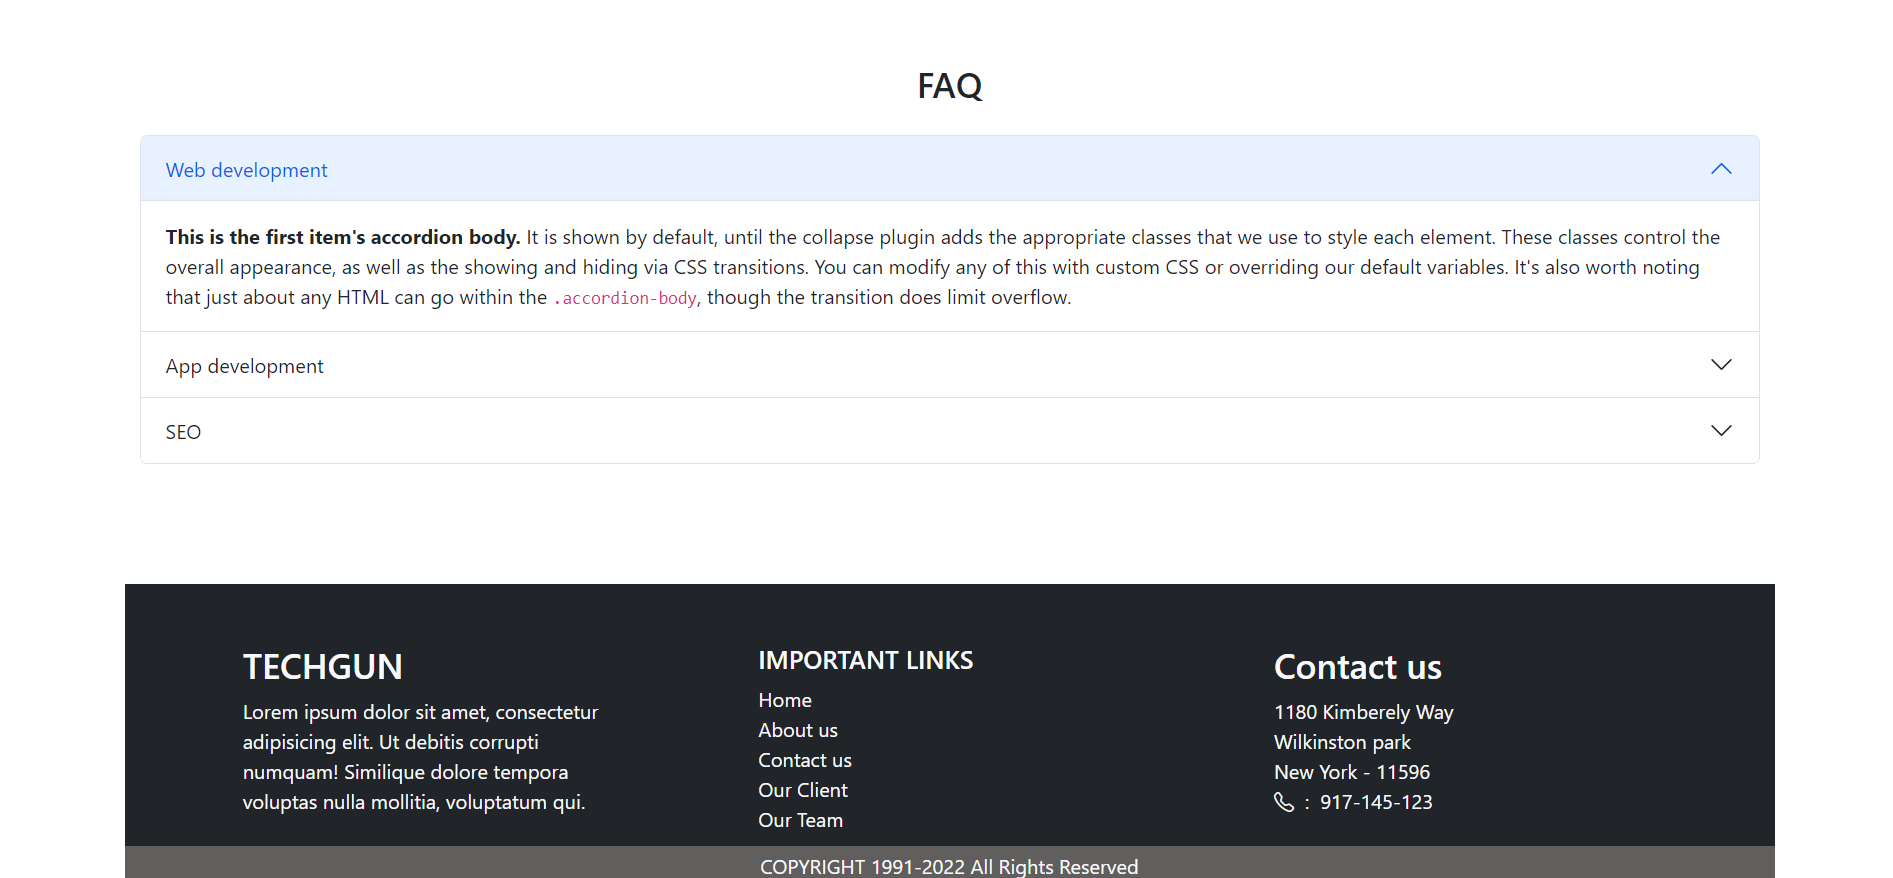 FAQ
Web development
This is the first item's accordion body. It is shown by default, until the collapse plugin adds the appropriate classes that we use to style each element. These classes control the
overall appearance, as well as the showing and hiding via CSS transitions. You can modify any of this with custom CSS or overriding our default variables. It's also worth noting
that just about any HTML can go within the .accordion-body, though the transition does limit overflow.
App development
SEO
TECHGUN
Lorem ipsum dolor sit amet, consectetur
adipisicing elit. Ut debitis corrupti
numquam! Similique dolore tempora
voluptas nulla mollitia, voluptatum qui.
IMPORTANT LINKS
Home
About us
Contact us
Our Client
Our Team
Contact us
1180 Kimberely Way
Wilkinston park
New York - 11596
: 917-145-123
COPYRIGHT 1991-2022 All Rights Reserved